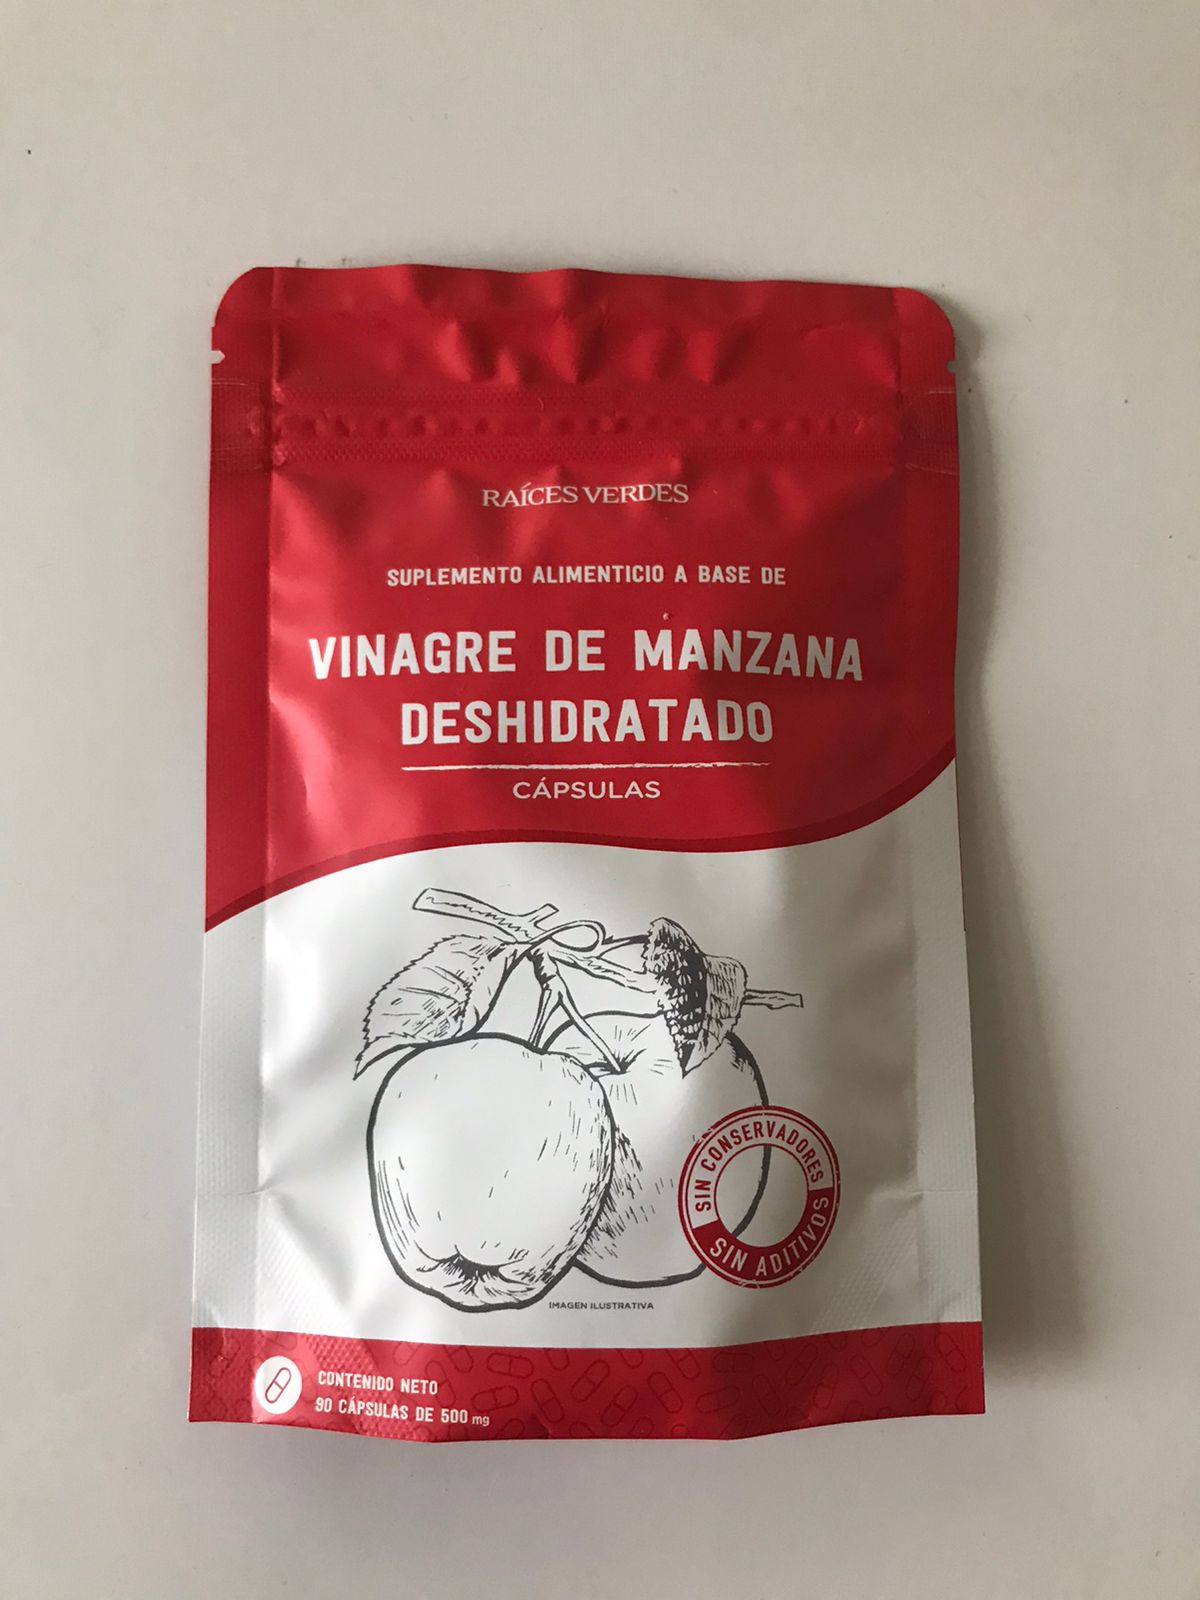 RAÍCES VERDES
SUPLEMENTO ALIMENTICIO A BASE DE
VINAGRE DE MANZANA
DESHIDRATADO
CÁPSULAS
SIN CONSERVADORES
SIN ADITIVOS
IMAGEN ILUSTRATIVA
CONTENIDO NETO
90 CÁPSULAS DE 500 mg